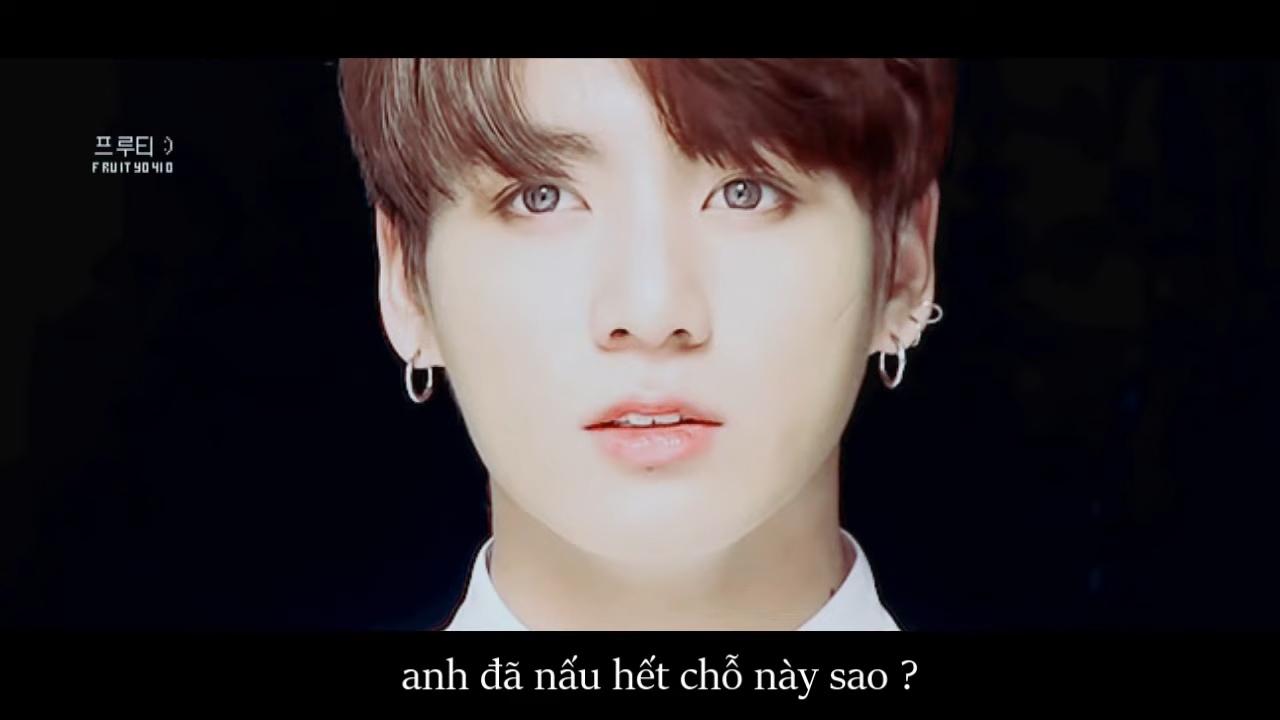 프루티 :)
FRUITY0410
anh đã nấu hết chỗ này sao ?